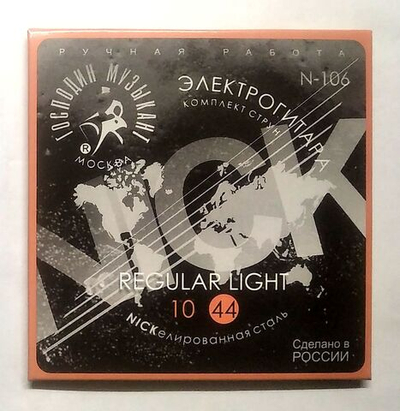 РУЧНАЯ РАБОТА
ГОСПОДИН МУЗЫКАНТ
®
МОСКВА
ЭЛЕКТРОГИТАРА
КОМПЛЕКТ СТРУН
N-106
NICK
REGULAR LIGHT
10 44
NICKелированная сталь
Сделано в
РОССИИ